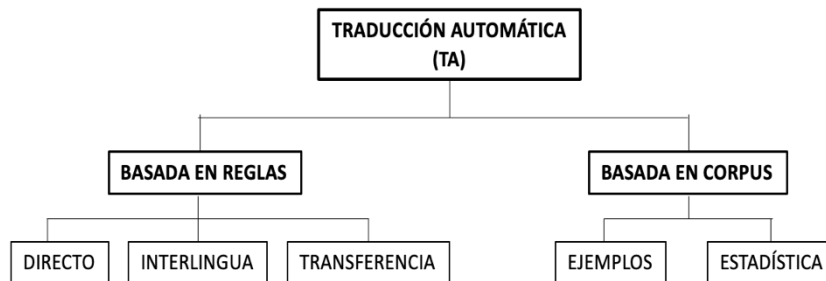 TRADUCCIÓN AUTOMÁTICA
(TA)
BASADA EN REGLAS
BASADA EN CORPUS
DIRECTO
INTERLINGUA
TRANSFERENCIA
EJEMPLOS
ESTADÍSTICA